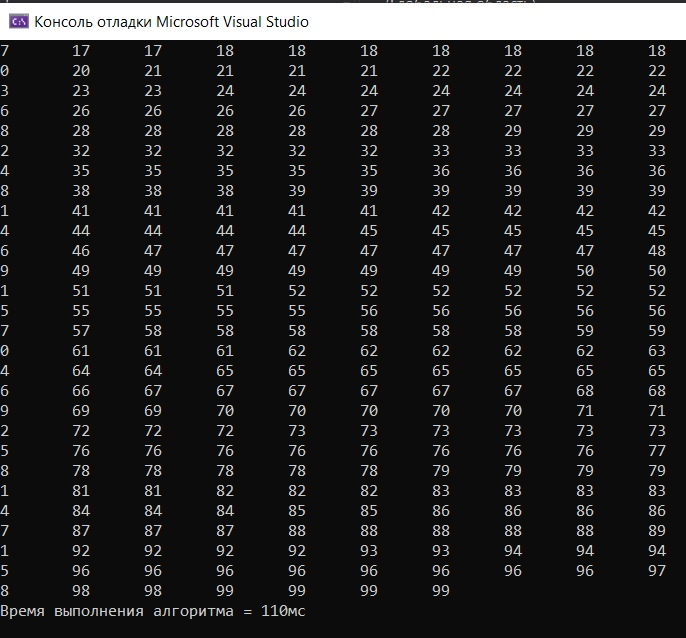 Консоль отладки Microsoft Visual Studio
7 17 17 18 18 18 18 18 18 18
0 20 21 21 21 21 22 22 22 22
3 23 23 24 24 24 24 24 24 24
6 26 26 26 26 27 27 27 27 27
8 28 28 28 28 28 28 29 29 29
2 32 32 32 32 32 33 33 33 33
4 35 35 35 35 35 36 36 36 36
8 38 38 38 39 39 39 39 39 39
1 41 41 41 41 41 42 42 42 42
4 44 44 44 44 45 45 45 45 45
6 46 47 47 47 47 47 47 47 48
9 49 49 49 49 49 49 49 50 50
1 51 51 51 52 52 52 52 52 52
5 55 55 55 55 56 56 56 56 56
7 57 58 58 58 58 58 58 59 59
0 61 61 61 62 62 62 62 62 63
4 64 64 65 65 65 65 65 65 65
6 66 67 67 67 67 67 67 68 68
9 69 69 70 70 70 70 70 71 71
2 72 72 72 73 73 73 73 73 73
5 76 76 76 76 76 76 76 76 77
8 78 78 78 78 78 79 79 79 79
1 81 81 82 82 82 83 83 83 83
4 84 84 84 85 85 86 86 86 86
7 87 87 87 88 88 88 88 88 89
1 92 92 92 92 93 93 94 94 94
5 96 96 96 96 96 96 96 96 97
8 98 98 99 99 99 99
Время выполнения алгоритма = 110мс